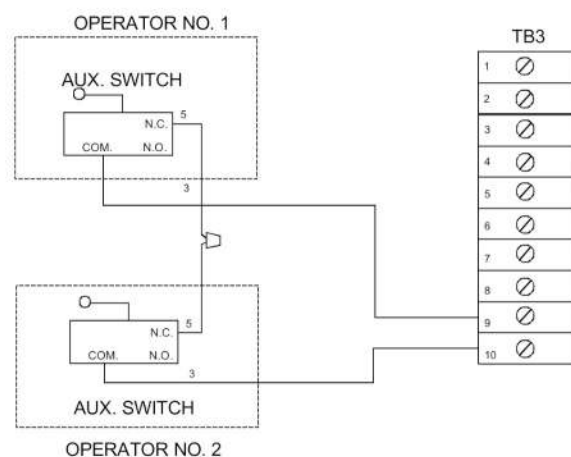 OPERATOR NO. 1
AUX. SWITCH
5
N.C.
COM. N.O.
3
5
N.C.
COM. N.O.
3
AUX. SWITCH
OPERATOR NO. 2
TB3
1
2
3
4
5
6
7
8
9
10